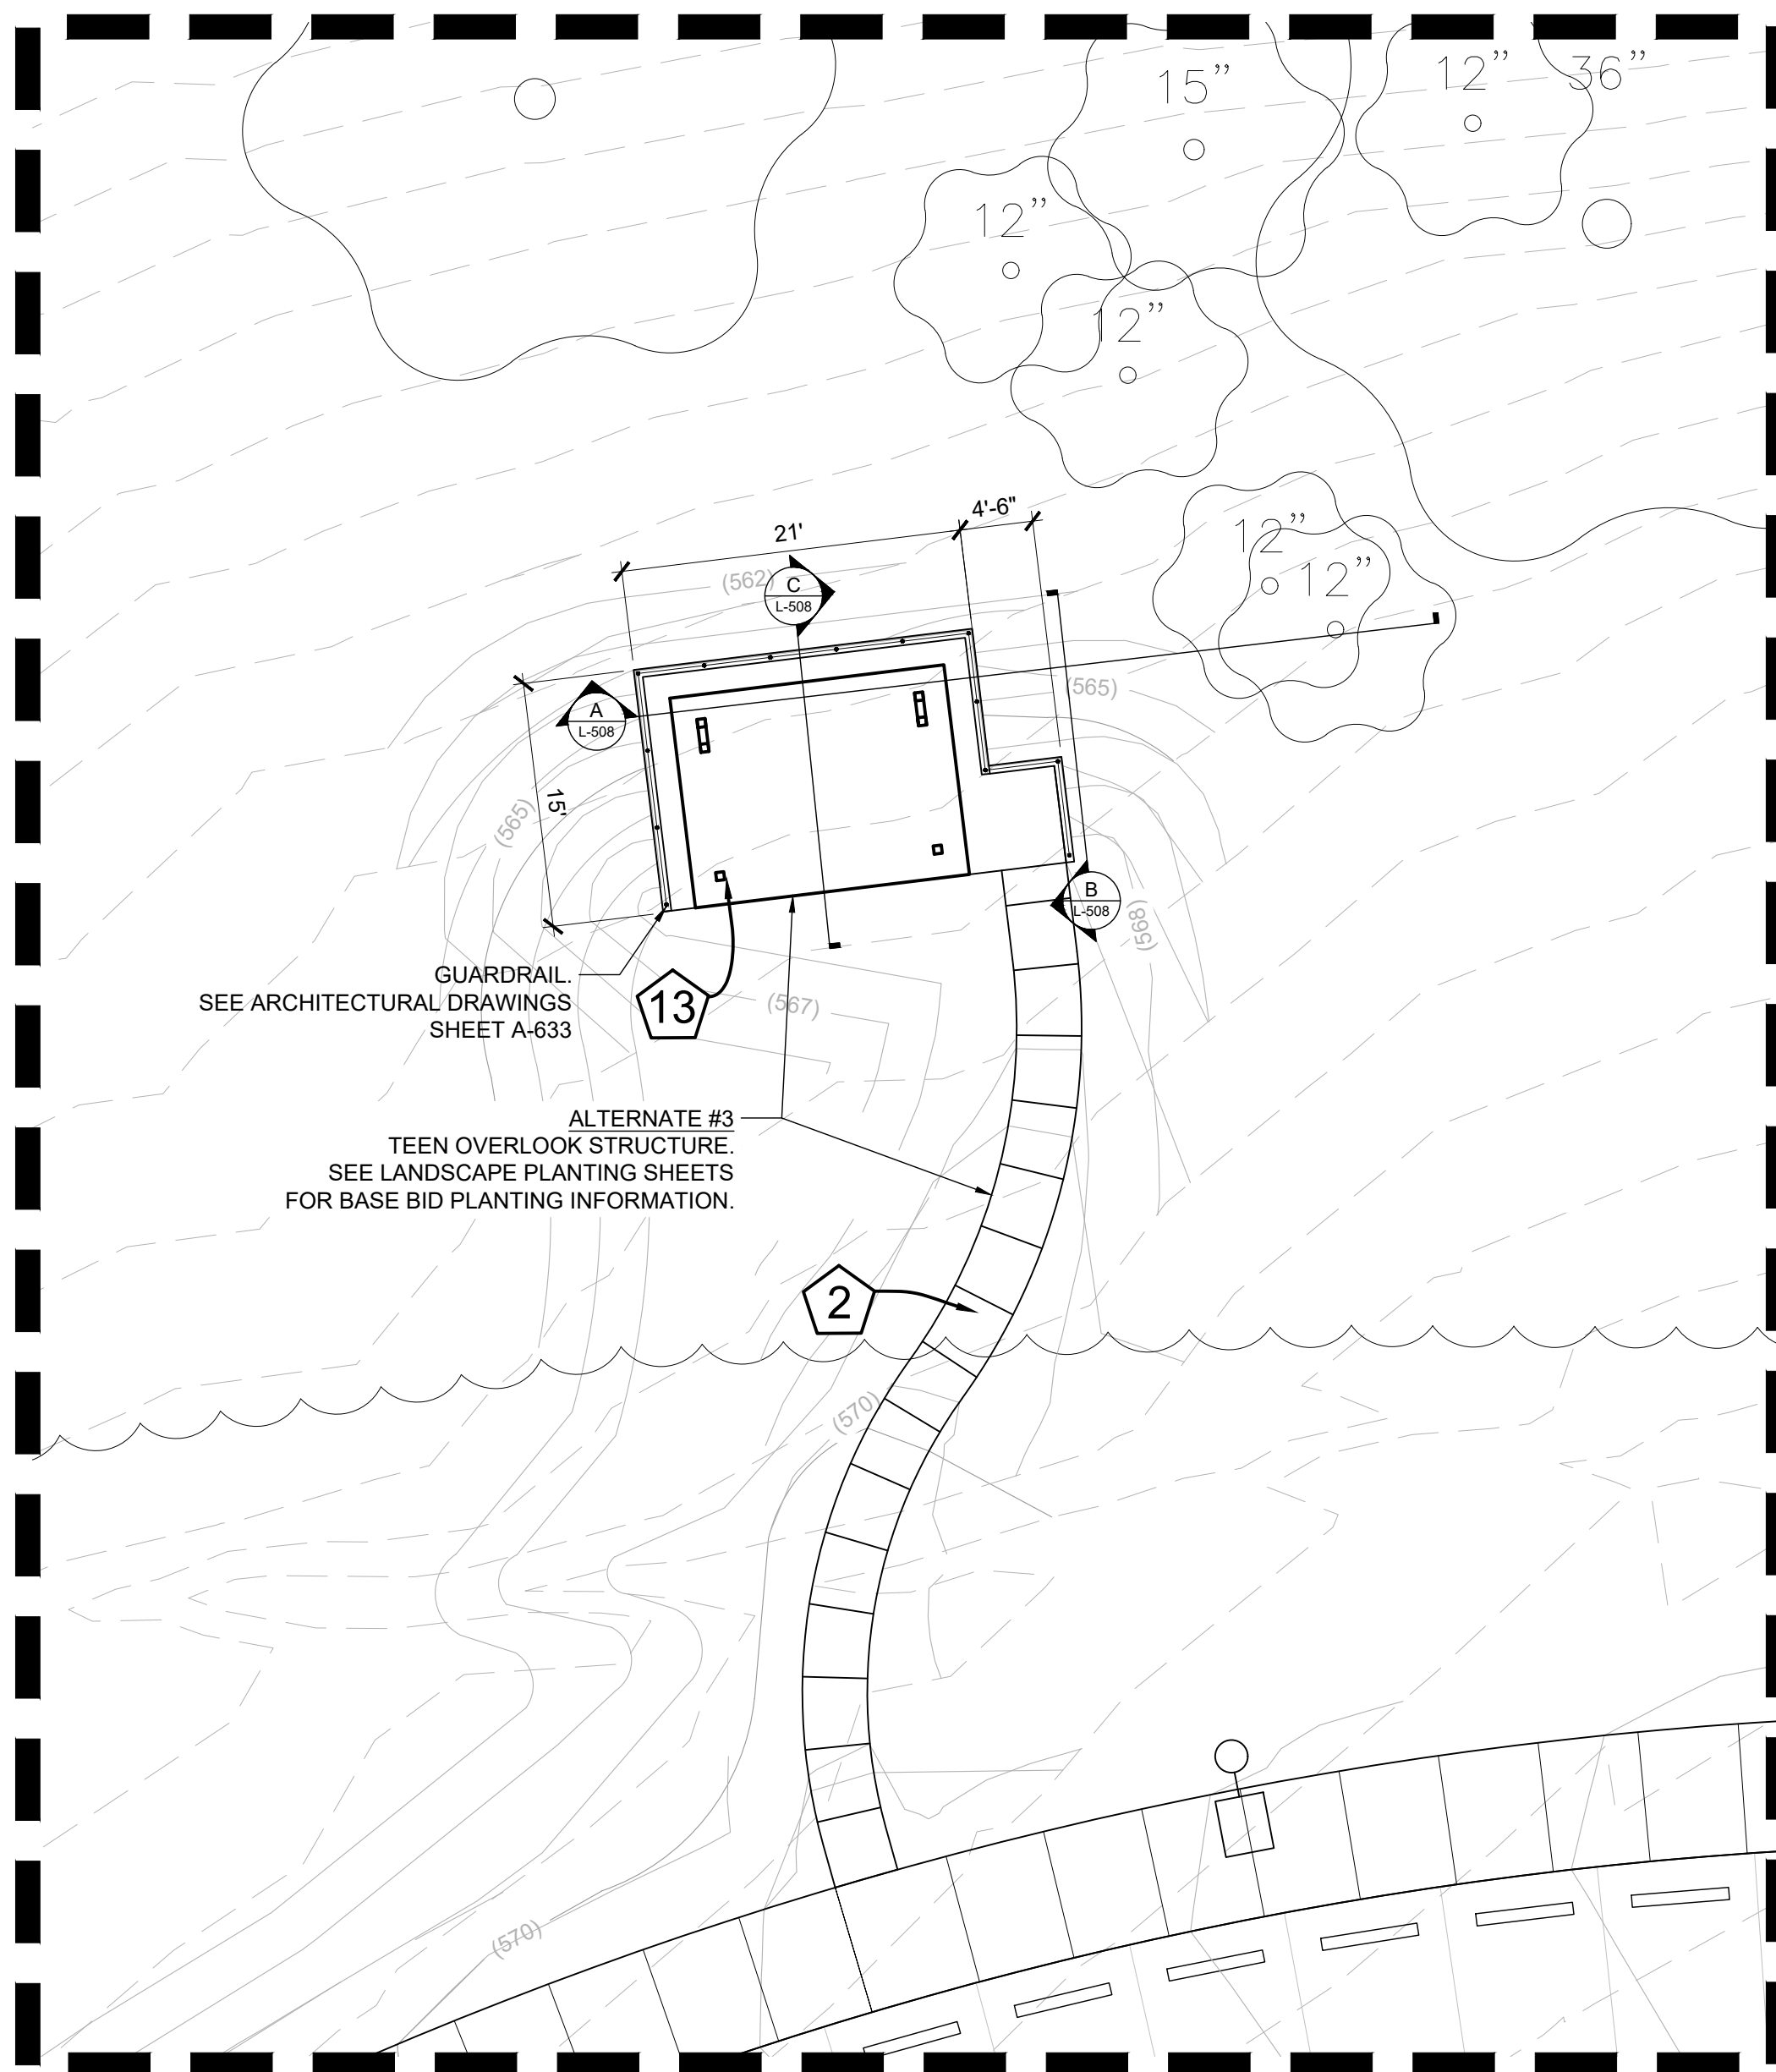 15”
12”
36”
12”
12”
4'-6"
21'
12”
12”
(562)
C
L-508
(565)
A
L-508
15'
(565)
B
L-508
(568)
GUARDRAIL.
SEE ARCHITECTURAL DRAWINGS
SHEET A-633
13
(567)
ALTERNATE #3
TEEN OVERLOOK STRUCTURE.
SEE LANDSCAPE PLANTING SHEETS
FOR BASE BID PLANTING INFORMATION.
2
(570)
(570)